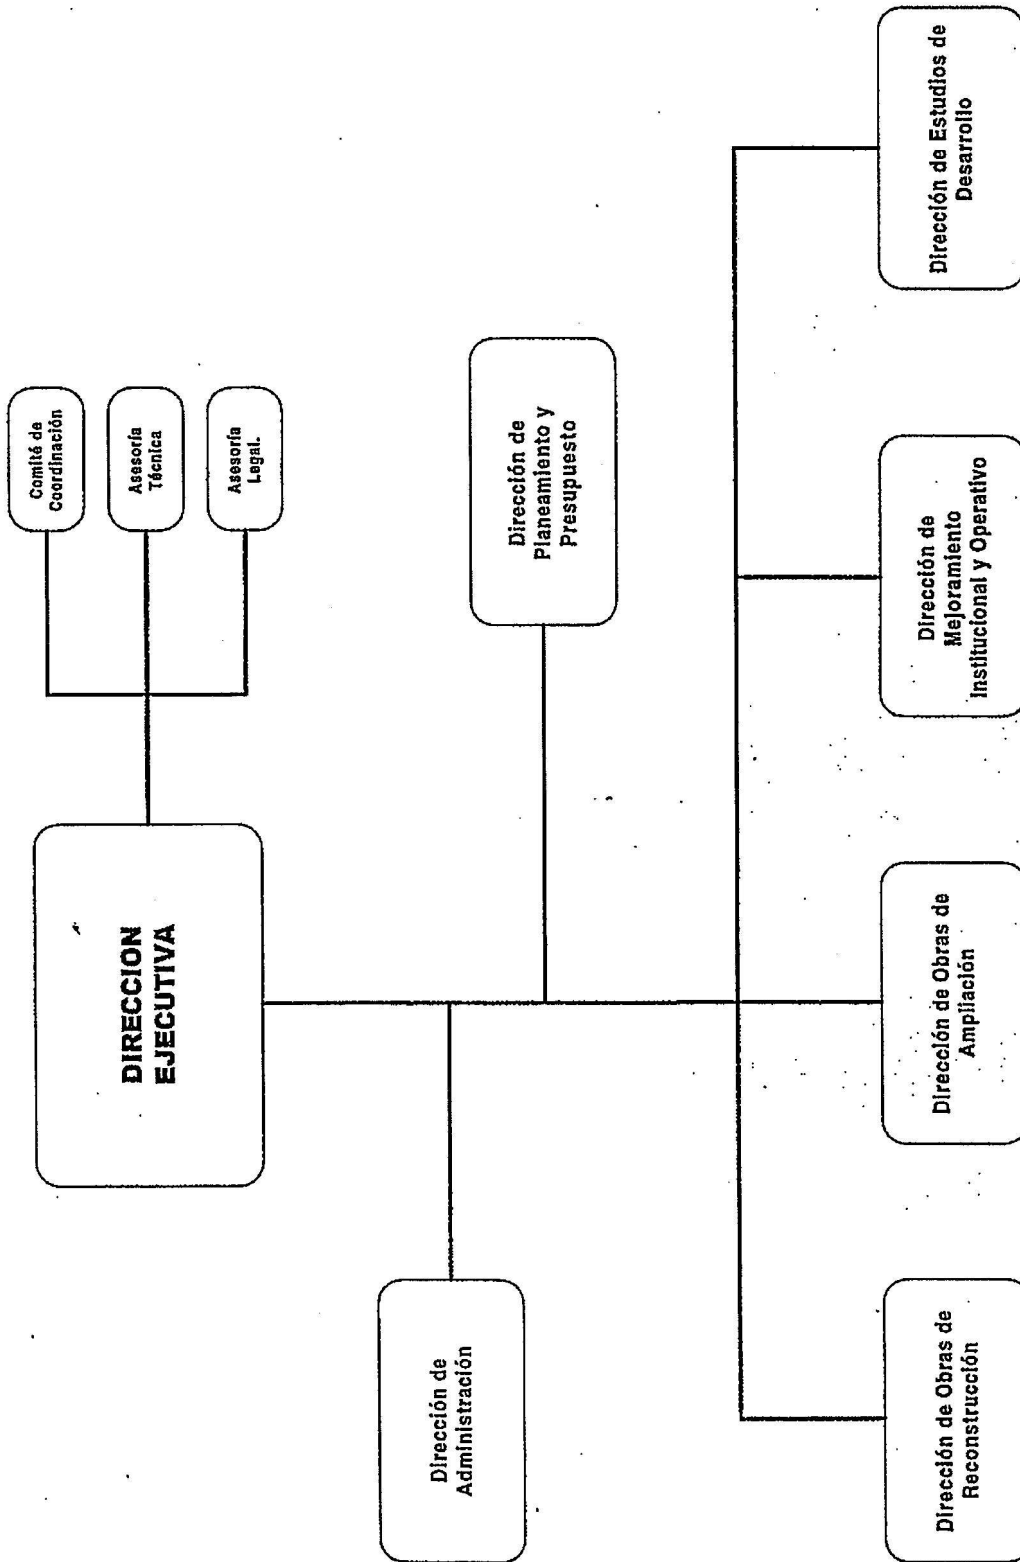 DIRECCION
EJECUTIVA
Comité de
Coordinación
Asesoría
Técnica
Asesoría
Legal.
Dirección de
Administración
Dirección de
Planeamiento y
Presupuesto
Dirección de Obras de
Reconstrucción
Dirección de Obras de
Ampliación
Dirección de
Mejoramiento
Institucional y Operativo
Dirección de Estudios de
Desarrollo